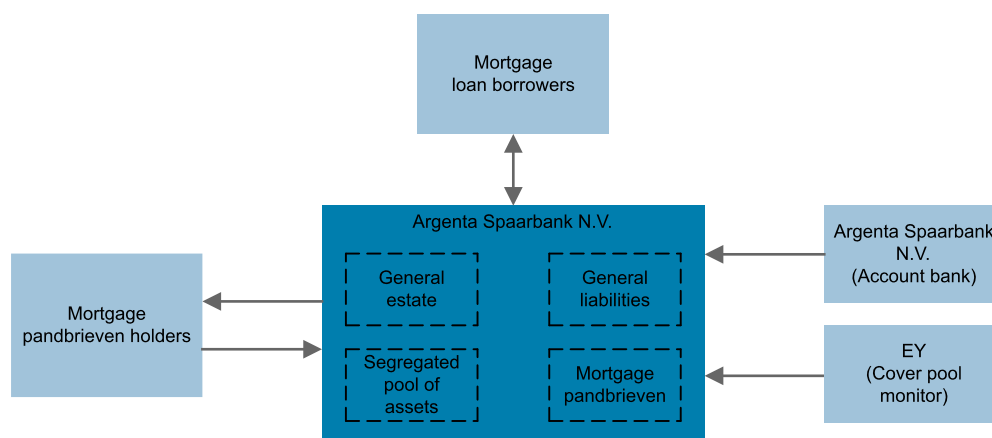 Mortgage
loan borrowers
Argenta Spaarbank N.V.
General
estate
General
liabilities
Segregated
pool of
assets
Mortgage
pandbrieven
Mortgage
pandbrieven holders
Argenta Spaarbank
N.V.
(Account bank)
EY
(Cover pool
monitor)